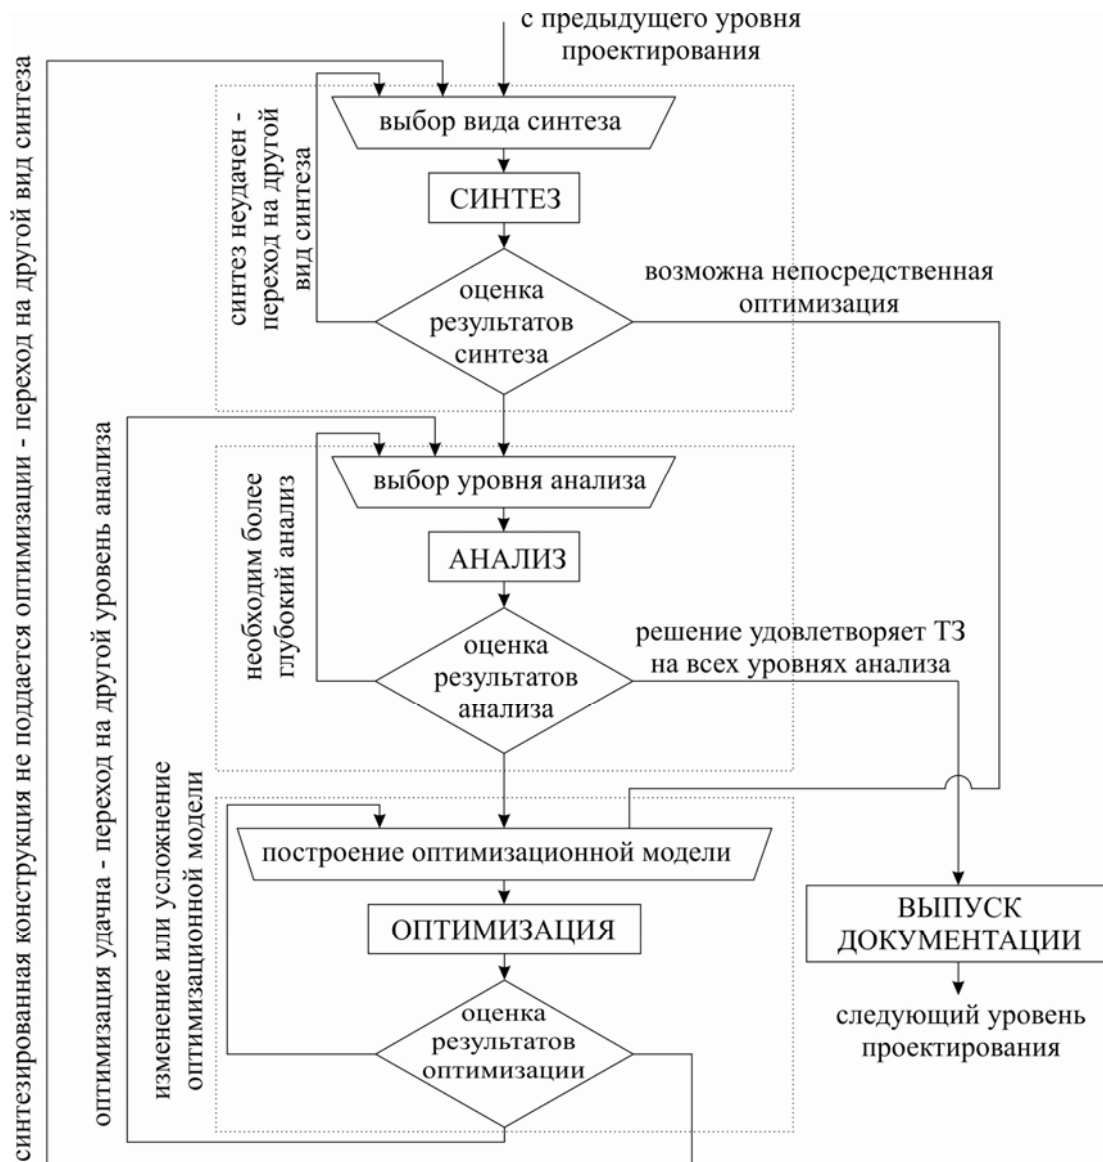 с предыдущего уровня
проектирования
выбор вида синтеза
СИНТЕЗ
оценка
результатов
синтеза
синтез неудачен -
переход на другой
вид синтеза
возможна непосредственная
оптимизация
синтезированная конструкция не поддается оптимизации - переход на другой вид синтеза
оптимизация удачна - переход на другой уровень анализа
выбор уровня анализа
АНАЛИЗ
оценка
результатов
анализа
необходим более
глубокий анализ
решение удовлетворяет ТЗ
на всех уровнях анализа
изменение или усложнение
оптимизационной модели
построение оптимизационной модели
ОПТИМИЗАЦИЯ
оценка
результатов
оптимизации
ВЫПУСК
ДОКУМЕНТАЦИИ
следующий уровень
проектирования